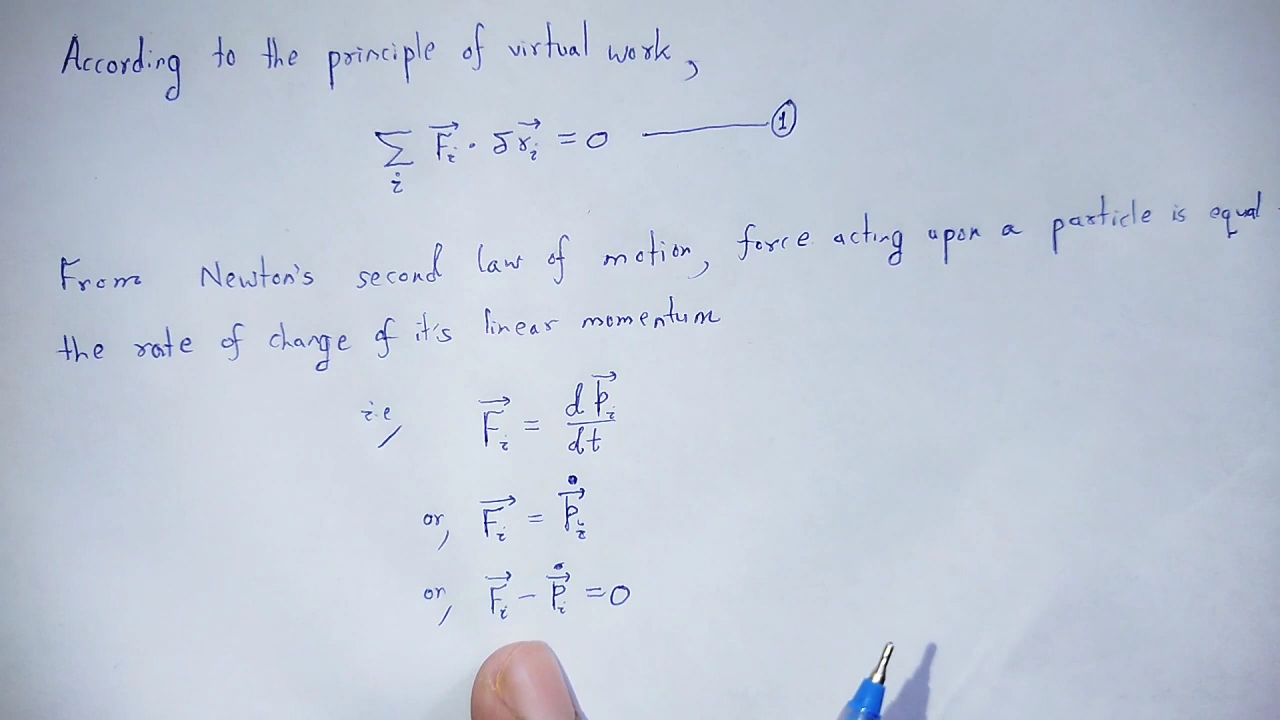 According to the principle of virtual work,
∑ᵢ F⃗ᵢ · δr⃗ᵢ = 0 ——— ①
From Newton's second law of motion, force acting upon a particle is equal
the rate of change of it's linear momentum
i.e, F⃗ᵢ = dp⃗ᵢ/dt
or, F⃗ᵢ = ṗ⃗ᵢ
or, F⃗ᵢ - ṗ⃗ᵢ = 0